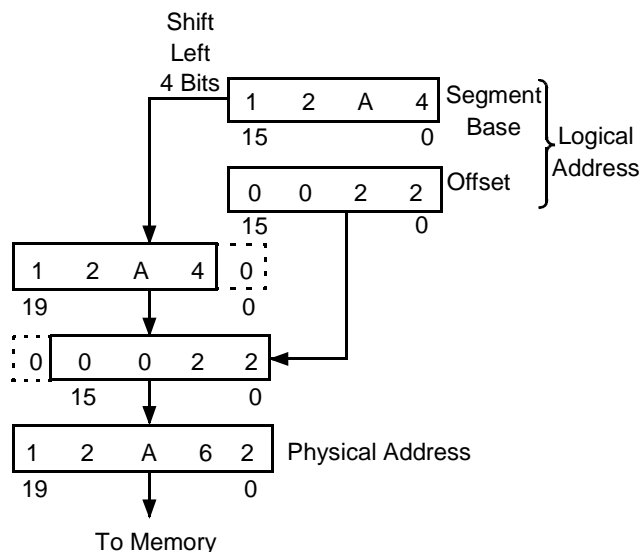 Shift
Left
4 Bits
1 2 A 4
Segment
Base
15 0
Logical
Address
0 0 2 2
Offset
15 0
1 2 A 4 0
19 0
0 0 0 2 2
15 0
1 2 A 6 2
Physical Address
19 0
To Memory